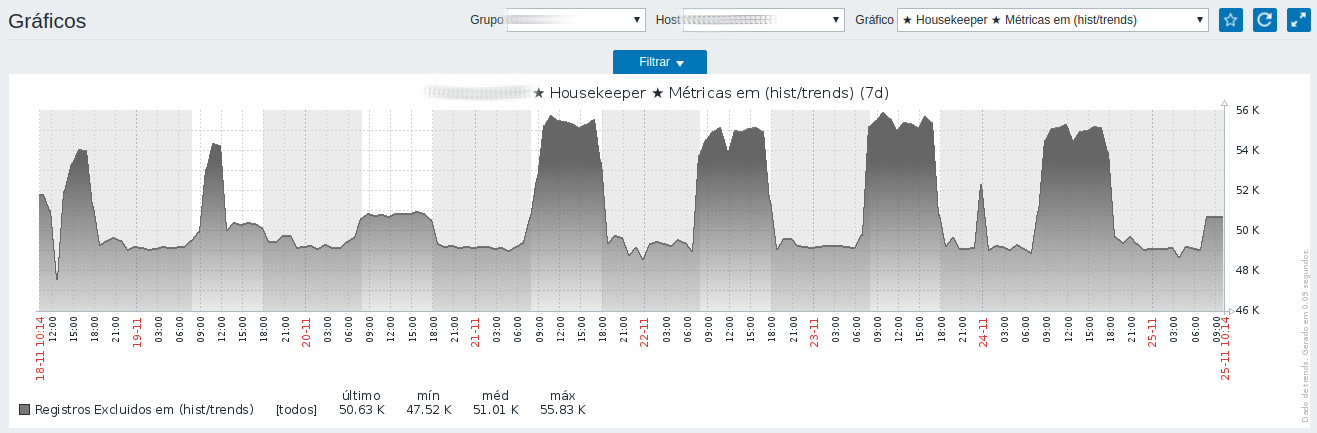 Gráficos
Grupo
Host
Gráfico ★ Housekeeper ★ Métricas em (hist/trends)
Filtrar
★ Housekeeper ★ Métricas em (hist/trends) (7d)
56 K
54 K
52 K
50 K
48 K
46 K
18-11 10:14 12:00 15:00 18:00 21:00 19-11 03:00 06:00 09:00 12:00 15:00 18:00 21:00 20-11 03:00 06:00 09:00 12:00 15:00 18:00 21:00 21-11 03:00 06:00 09:00 12:00 15:00 18:00 21:00 22-11 03:00 06:00 09:00 12:00 15:00 18:00 21:00 23-11 03:00 06:00 09:00 12:00 15:00 18:00 21:00 24-11 03:00 06:00 09:00 12:00 15:00 18:00 21:00 25-11 03:00 06:00 09:00 25-11 10:14
último mín méd máx
Registros Excluidos em (hist/trends) [todos] 50.63 K 47.52 K 51.01 K 55.83 K
Dado de trends. Gerado em 0.09 segundos.